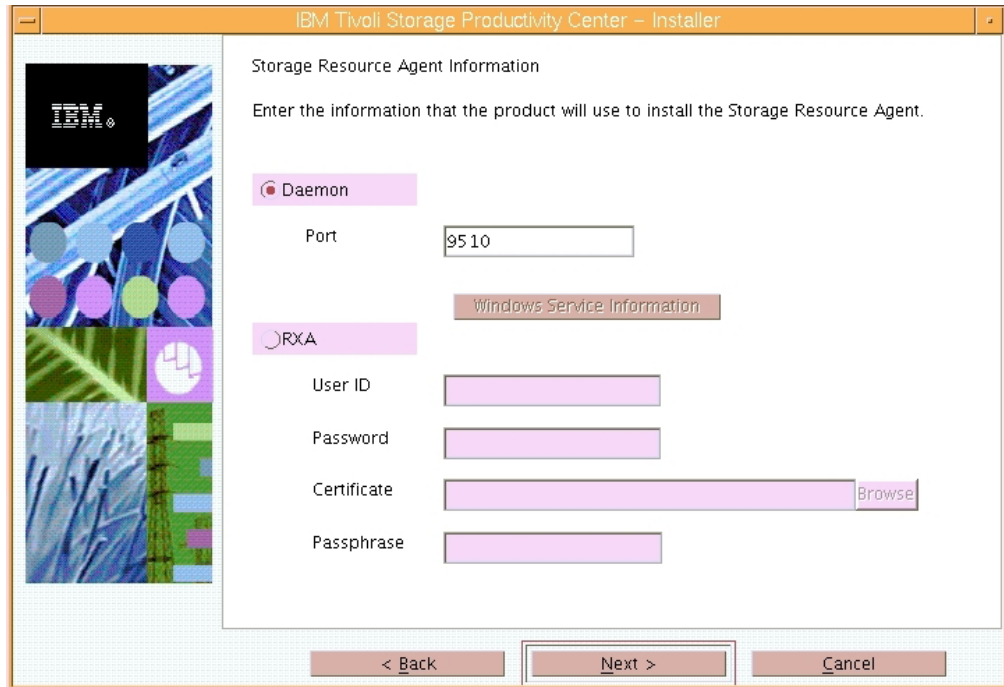 IBM Tivoli Storage Productivity Center – Installer
IBM®
Storage Resource Agent Information
Enter the information that the product will use to install the Storage Resource Agent.
Daemon
Port 9510
Windows Service Information
RXA
User ID
Password
Certificate Browse
Passphrase
< Back Next > Cancel